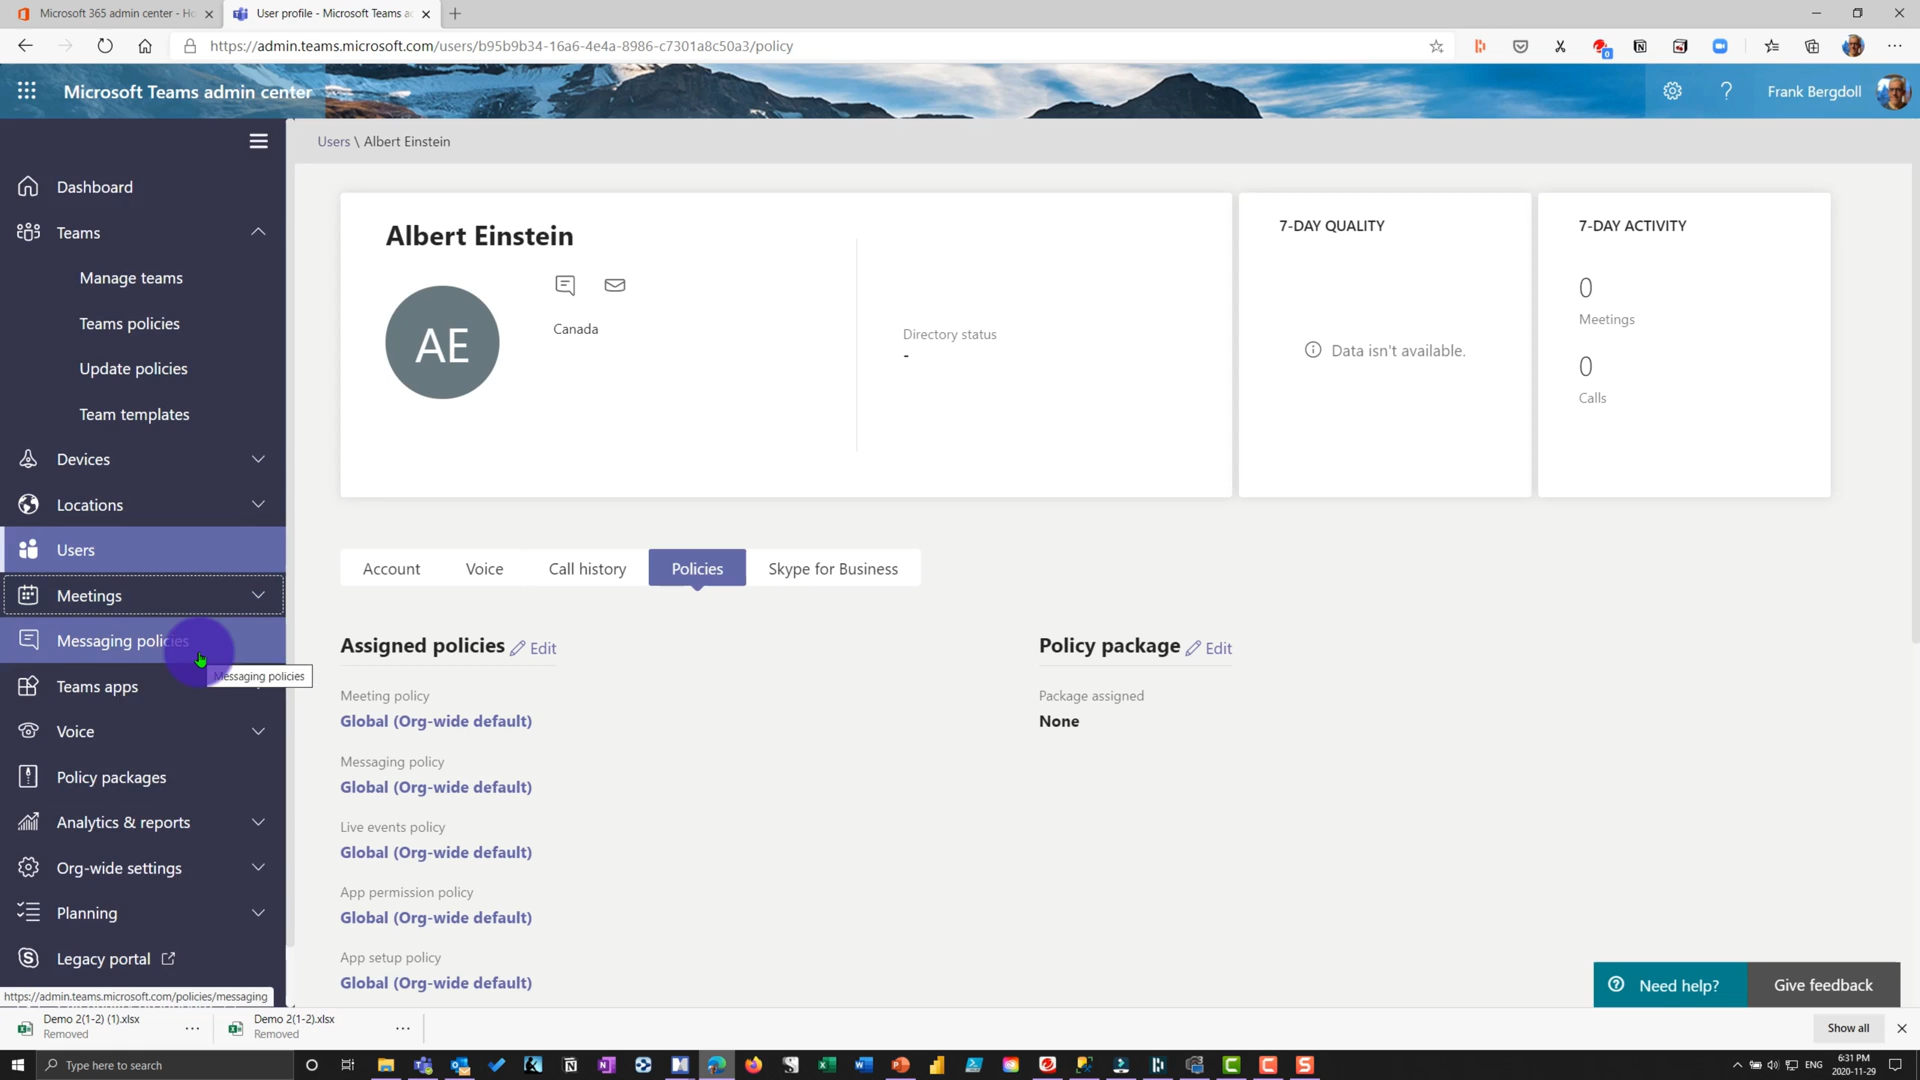 Microsoft 365 admin center - Ho
User profile - Microsoft Teams a
https://admin.teams.microsoft.com/users/b95b9b34-16a6-4e4a-8986-c7301a8c50a3/policy
Microsoft Teams admin center
Frank Bergdoll
Users \ Albert Einstein
Dashboard
Teams
Manage teams
Teams policies
Update policies
Team templates
Devices
Locations
Users
Meetings
Messaging policies
Messaging policies
Teams apps
Voice
Policy packages
Analytics & reports
Org-wide settings
Planning
Legacy portal
https://admin.teams.microsoft.com/policies/messaging
Albert Einstein
AE
Canada
Directory status
-
7-DAY QUALITY
Data isn't available.
7-DAY ACTIVITY
0
Meetings
0
Calls
Account
Voice
Call history
Policies
Skype for Business
Assigned policies
Edit
Meeting policy
Global (Org-wide default)
Messaging policy
Global (Org-wide default)
Live events policy
Global (Org-wide default)
App permission policy
Global (Org-wide default)
App setup policy
Global (Org-wide default)
Policy package
Edit
Package assigned
None
Need help?
Give feedback
Demo 2(1-2) (1).xlsx
Removed
Demo 2(1-2).xlsx
Removed
Show all
Type here to search
ENG
6:31 PM
2020-11-29